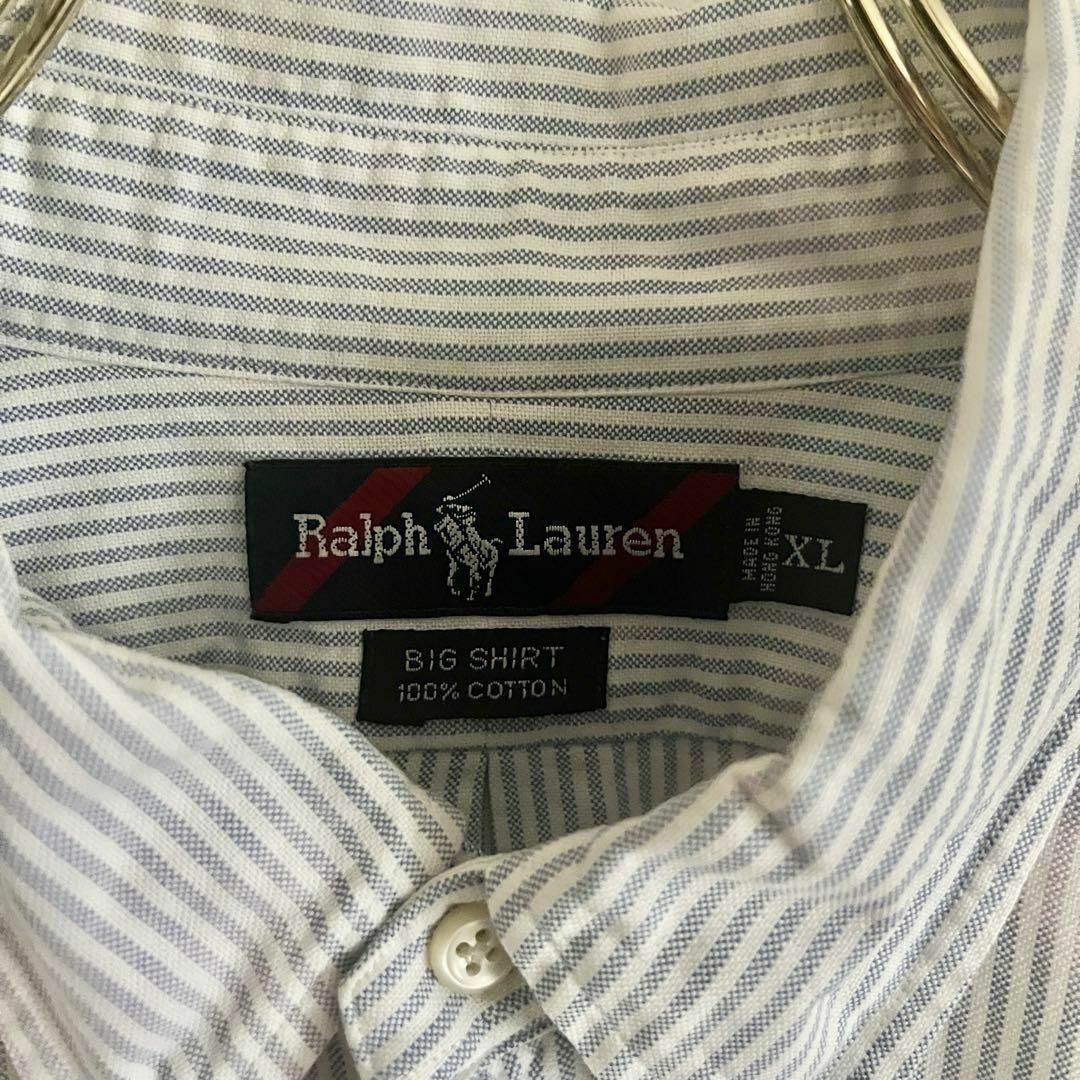 Ralph Lauren
MADE IN
HONG KONG
XL
BIG SHIRT
100% COTTON